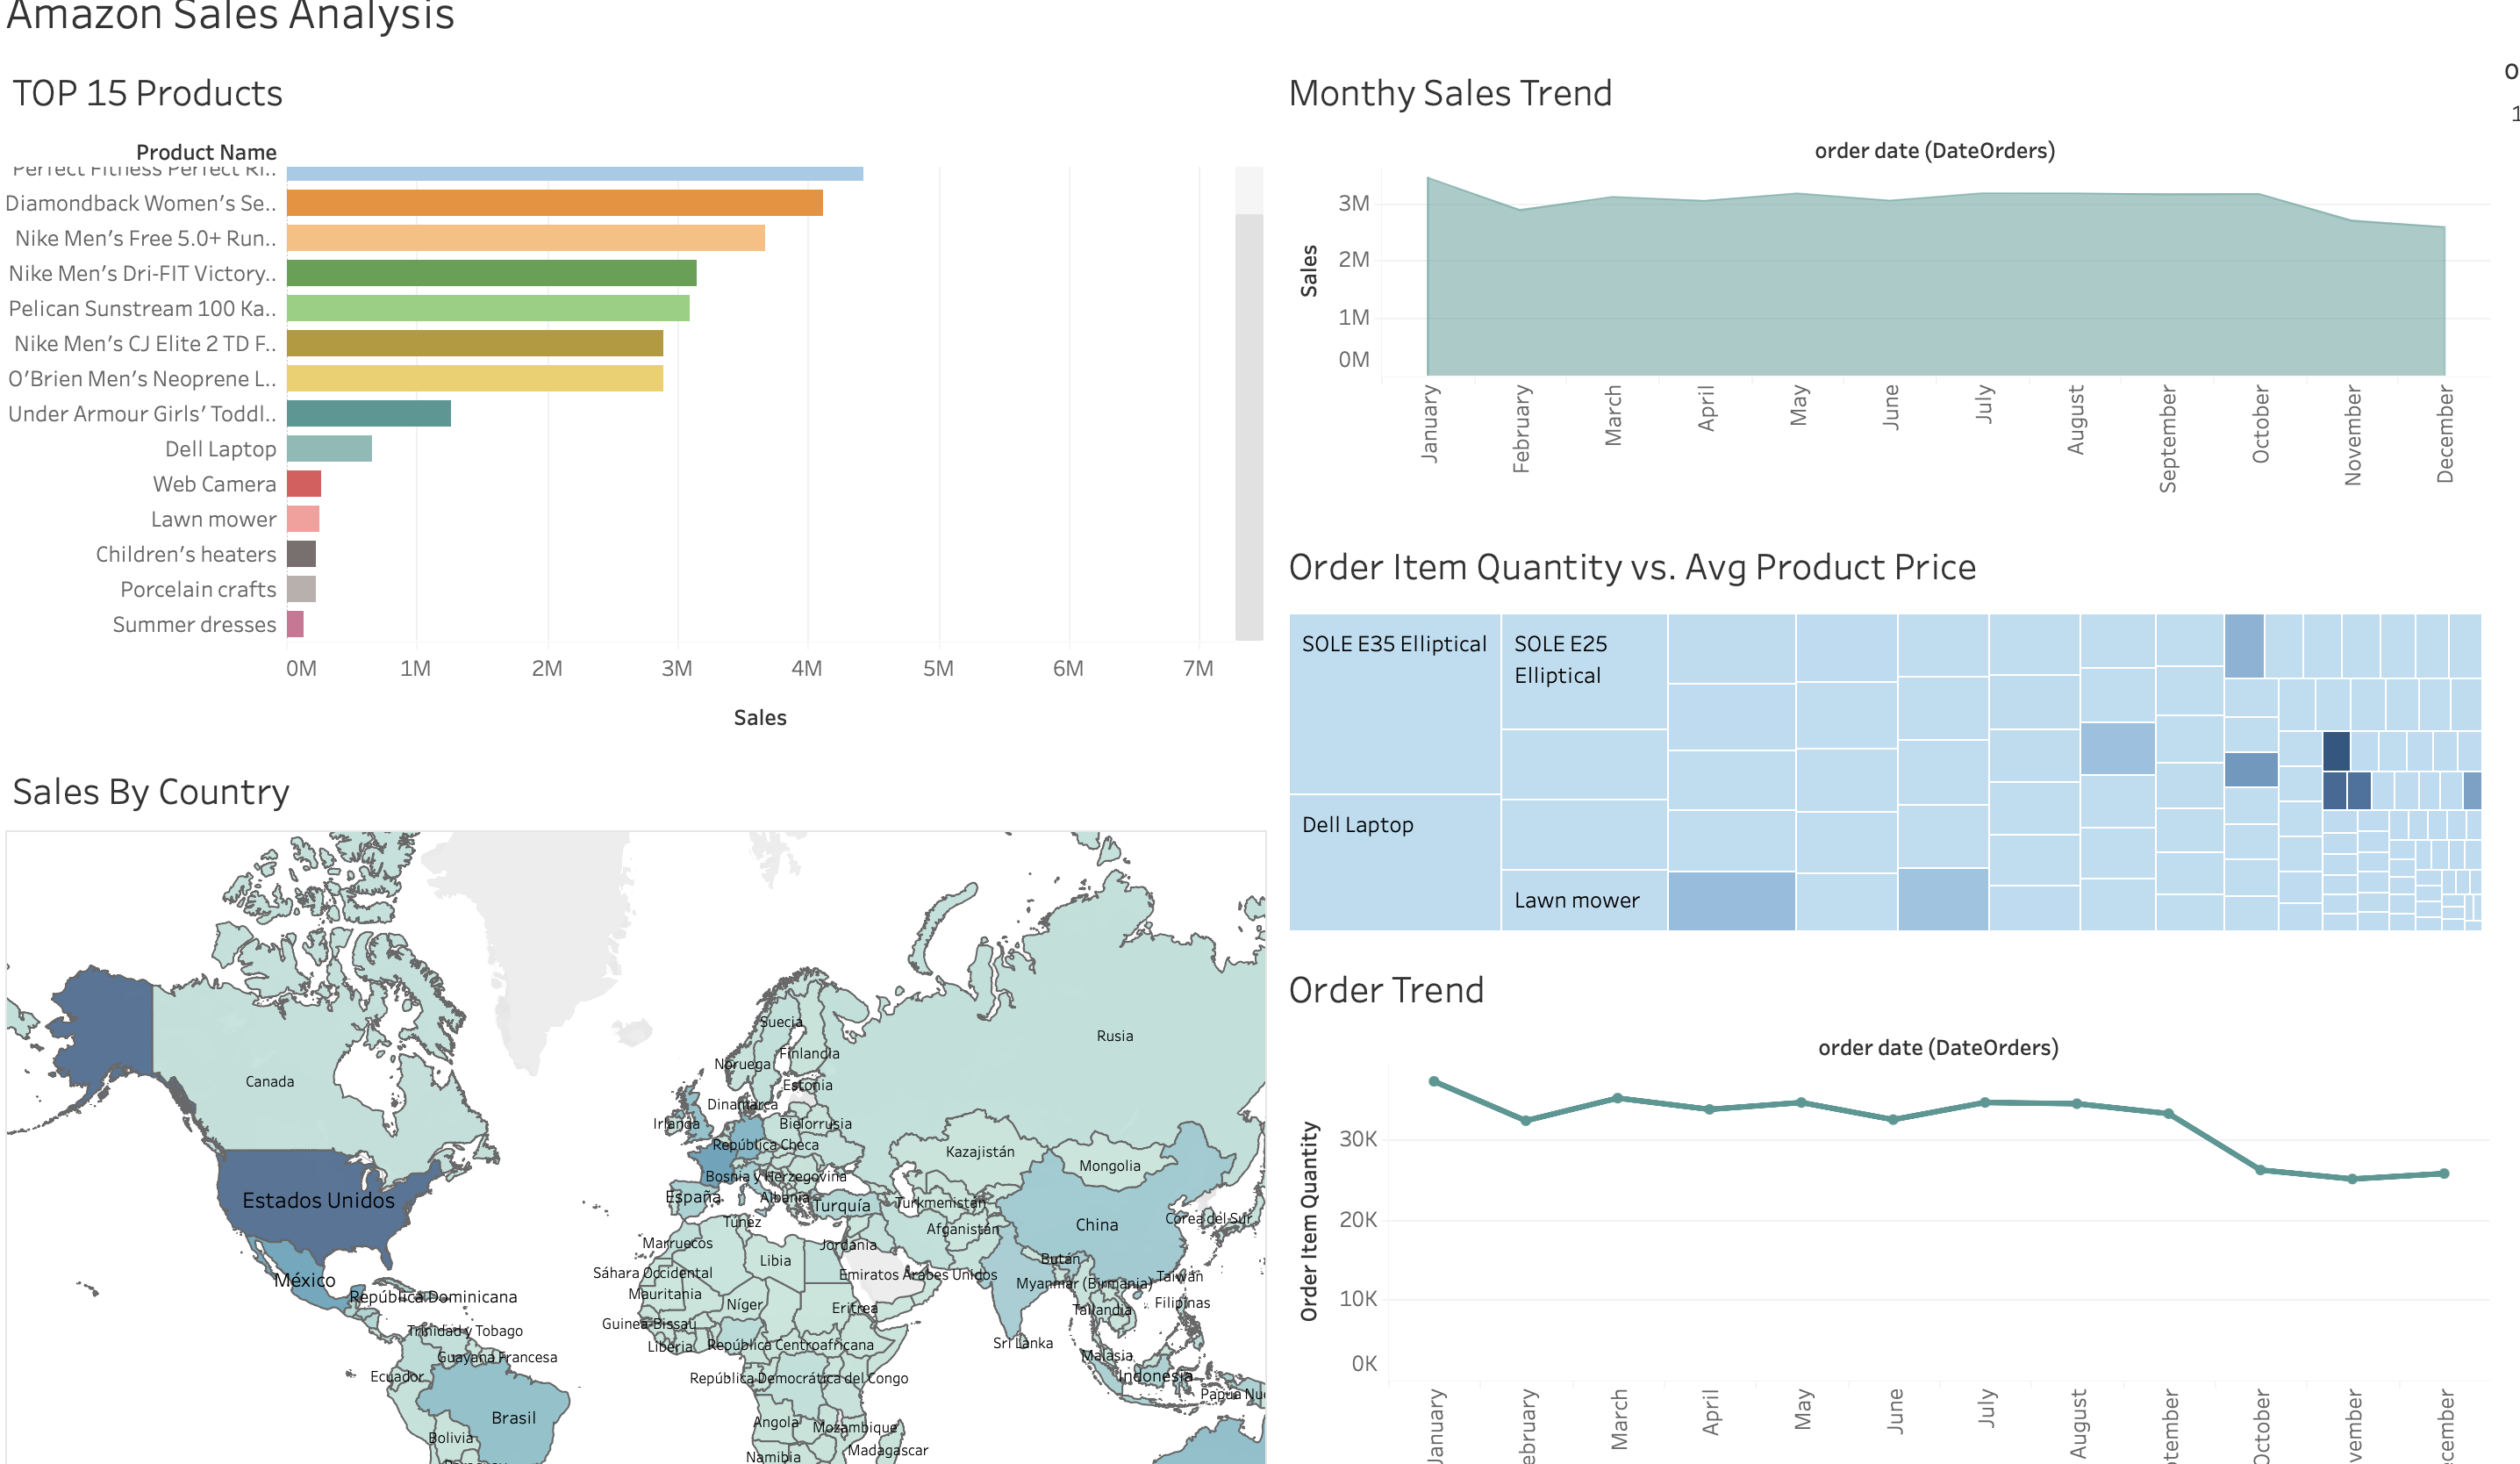 Amazon Sales Analysis
TOP 15 Products
Product Name
Perfect Fitness Perfect Ri..
Diamondback Women's Se..
Nike Men's Free 5.0+ Run..
Nike Men's Dri-FIT Victory..
Pelican Sunstream 100 Ka..
Nike Men's CJ Elite 2 TD F..
O'Brien Men's Neoprene L..
Under Armour Girls' Toddl..
Dell Laptop
Web Camera
Lawn mower
Children's heaters
Porcelain crafts
Summer dresses
0M 1M 2M 3M 4M 5M 6M 7M
Sales
Monthy Sales Trend
order date (DateOrders)
Sales
3M
2M
1M
0M
January
February
March
April
May
June
July
August
September
October
November
December
Order Item Quantity vs. Avg Product Price
SOLE E35 Elliptical
SOLE E25
Elliptical
Dell Laptop
Lawn mower
Sales By Country
Suecia
Rusia
Finlandia
Noruega
Canada
Estonia
Dinamarca
Irlanda
Bielorrusia
República Checa
Kazajistán
Mongolia
Bosnia y Herzegovina
Estados Unidos
España
Albania
Turquía
Turkmenistán
Corea del Sur
Túnez
China
Afganistán
Marruecos
Jordania
Libia
Bután
Sáhara Occidental
Emiratos Árabes Unidos
México
Myanmar (Birmania)
Taiwán
Mauritania
República Dominicana
Níger
Eritrea
Tailandia
Filipinas
Guinea-Bissau
Trinidad y Tobago
Liberia
República Centroafricana
Sri Lanka
Guayana Francesa
Malasia
Ecuador
República Democrática del Congo
Indonesia
Papua Nu
Brasil
Angola
Mozambique
Bolivia
Madagascar
Namibia
Order Trend
order date (DateOrders)
Order Item Quantity
30K
20K
10K
0K
January
ebruary
March
April
May
June
July
August
ptember
October
vember
cember